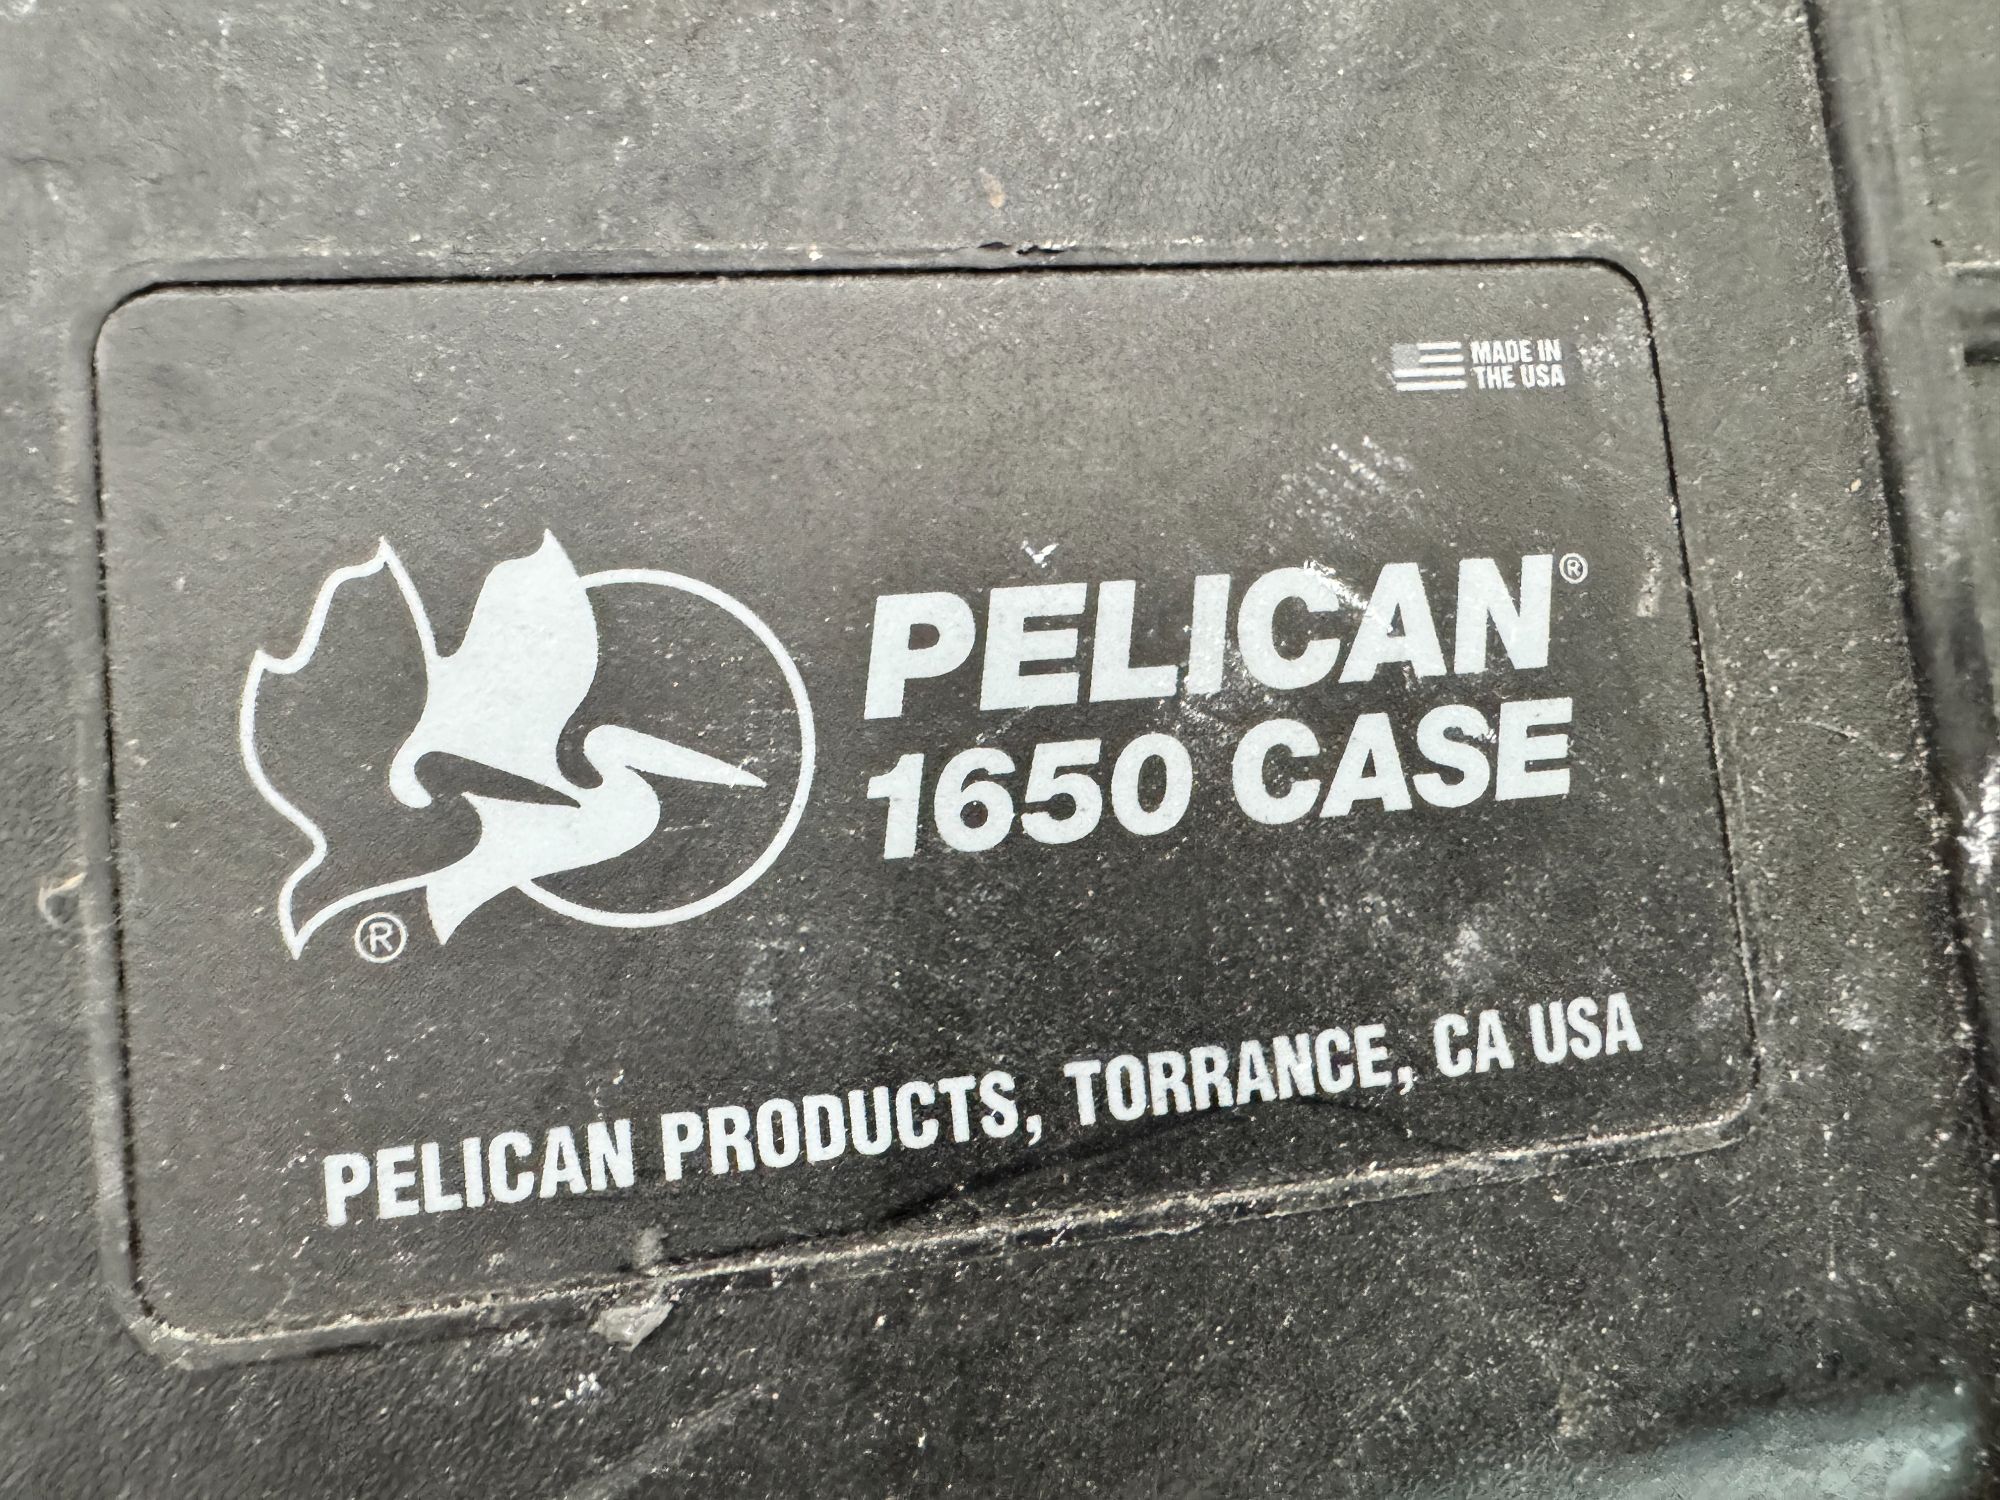 MADE IN
THE USA
PELICAN®
1650 CASE
®
PELICAN PRODUCTS, TORRANCE, CA USA